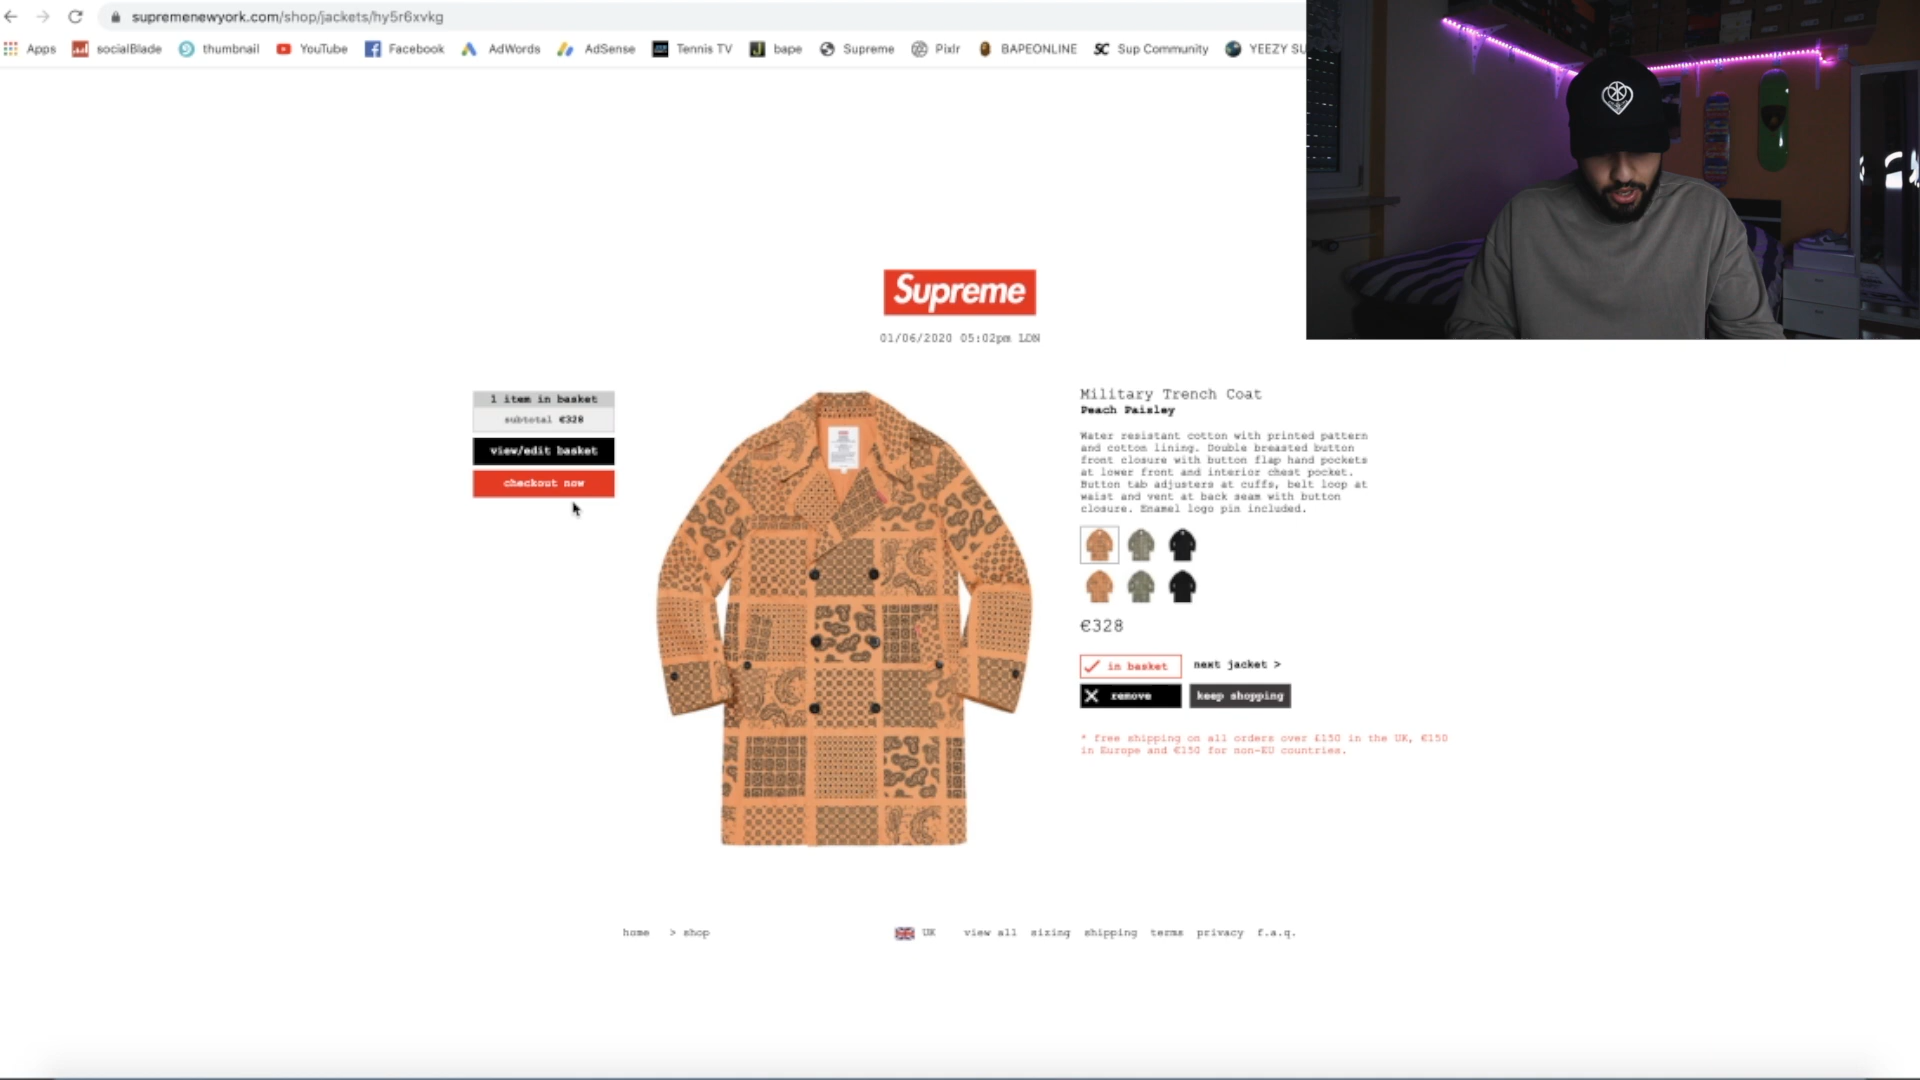 supremenewyork.com/shop/jackets/hy5r6xvkg
Apps socialBlade thumbnail YouTube Facebook AdWords AdSense Tennis TV bape Supreme Pixlr BAPEONLINE SC Sup Community YEEZY SU
Supreme
01/06/2020 05:02pm LDN
1 item in basket
subtotal €328
view/edit basket
checkout now
Military Trench Coat
Peach Paisley
Water resistant cotton with printed pattern
and cotton lining. Double breasted button
front closure with button flap hand pockets
at lower front and interior chest pocket.
Button tab adjusters at cuffs, belt loop at
waist and vent at back seam with button
closure. Enamel logo pin included.
€328
in basket next jacket >
remove keep shopping
* free shipping on all orders over £150 in the UK, €150
in Europe and €150 for non-EU countries.
home > shop UK view all sizing shipping terms privacy f.a.q.